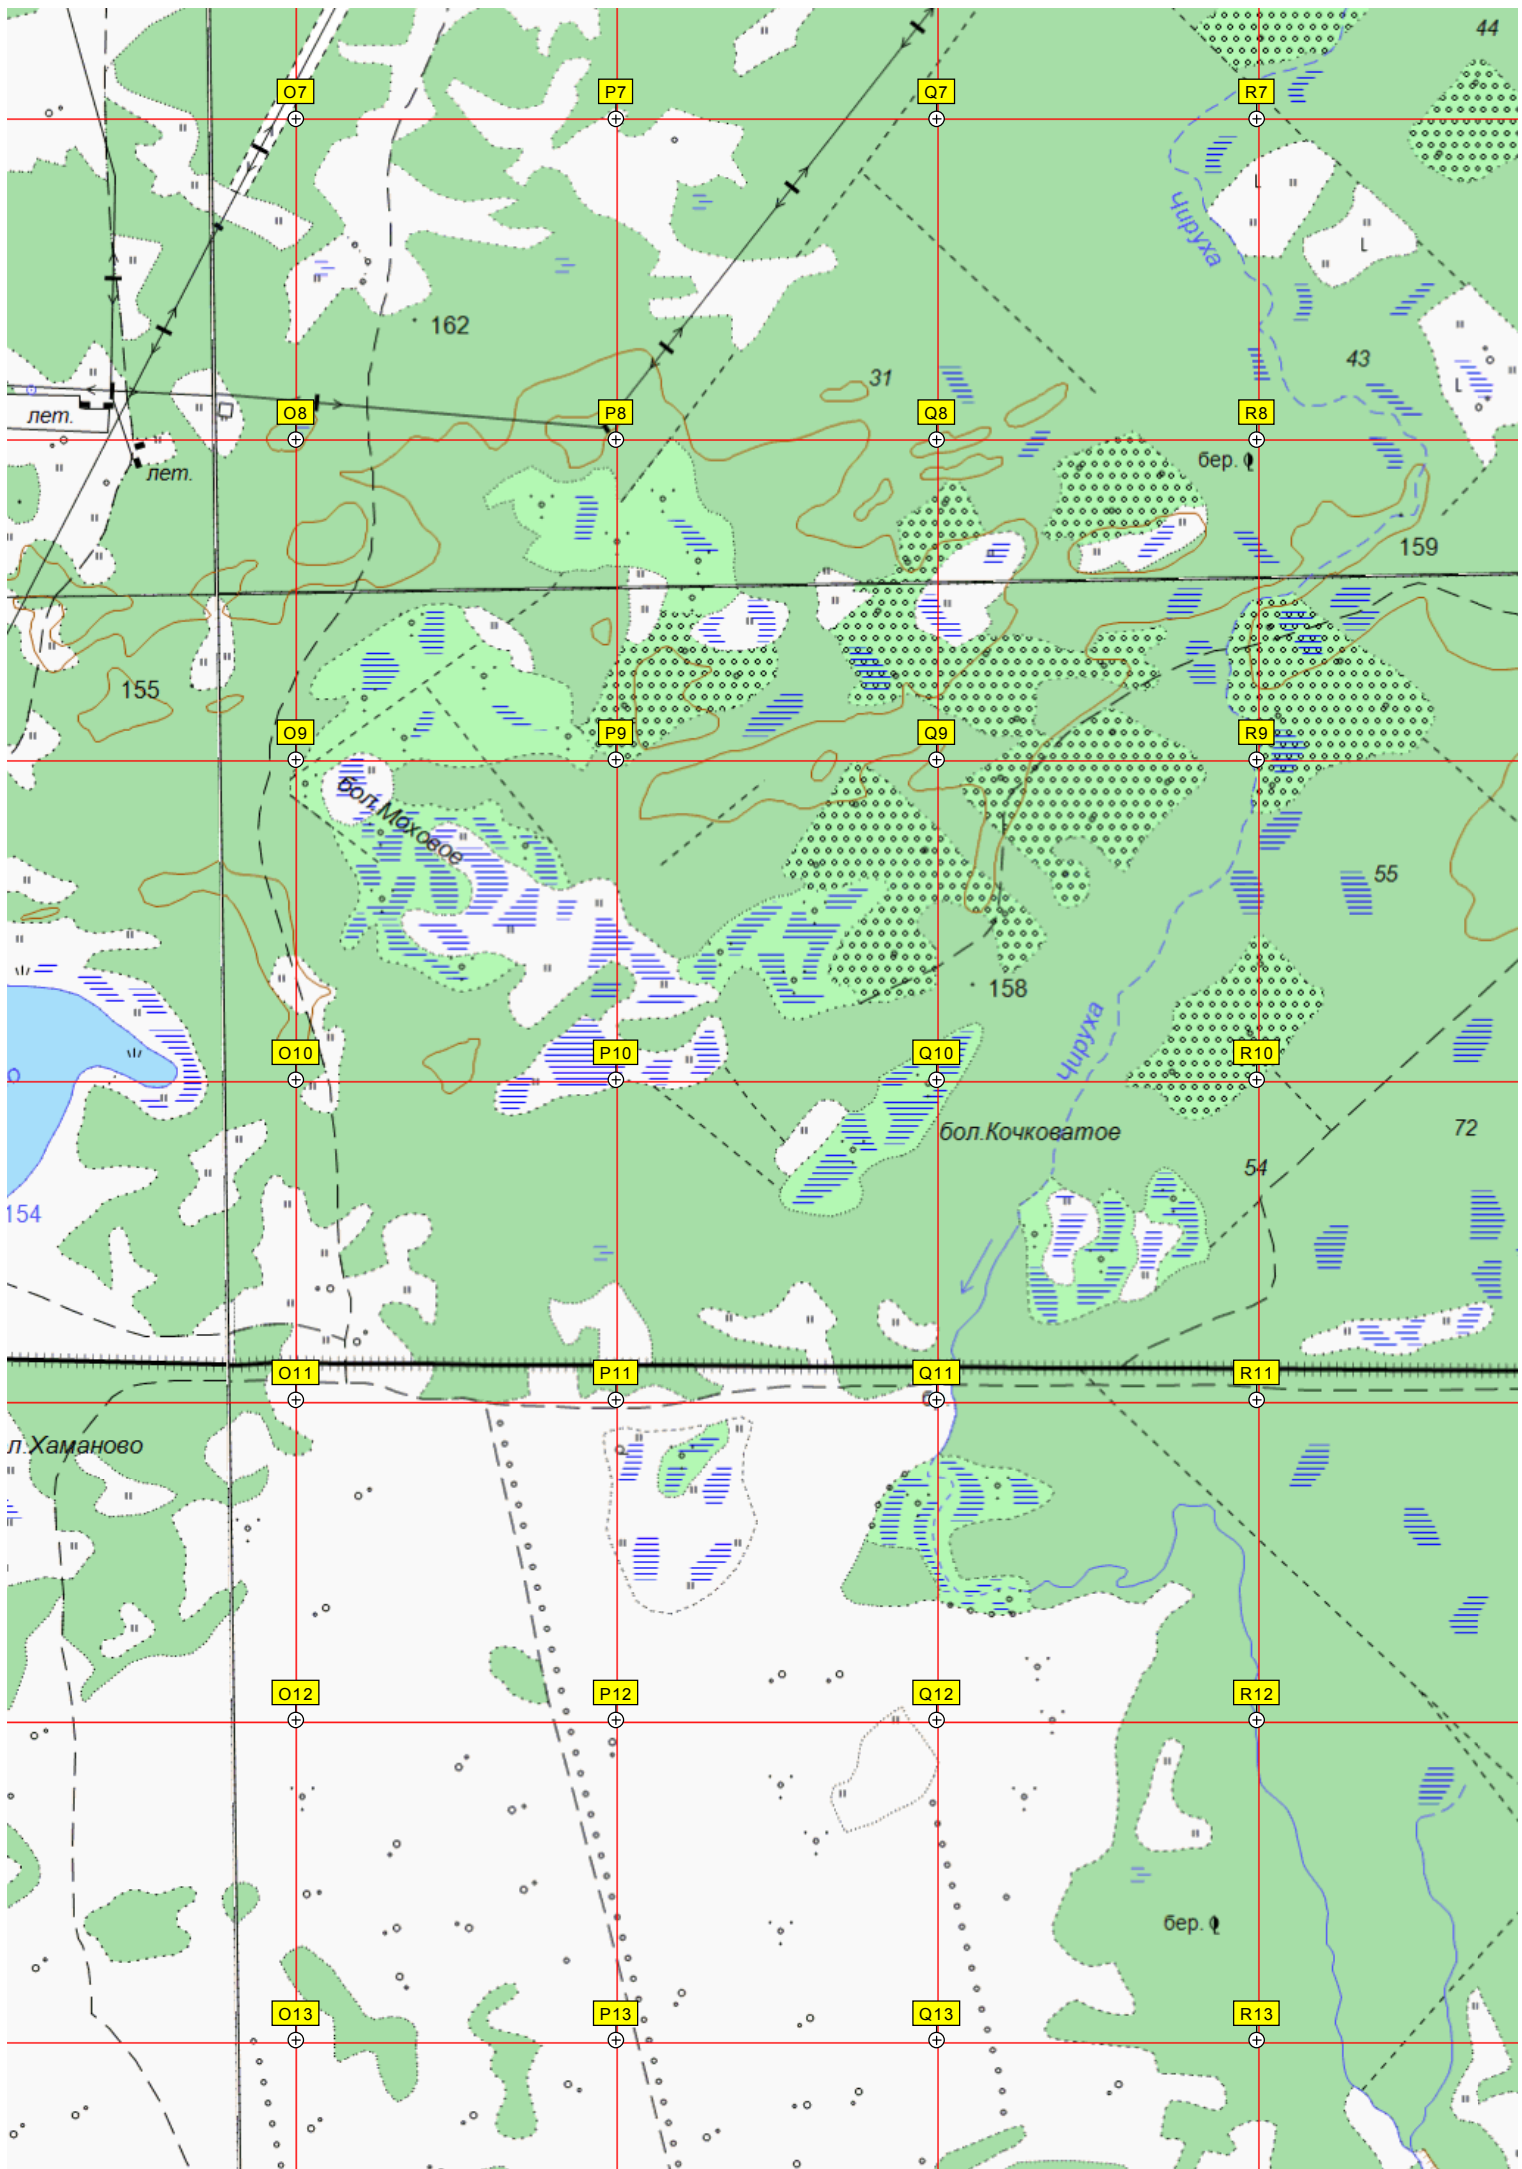 44
O7
P7
Q7
R7
Чируха
162
43
31
O8
P8
Q8
R8
лет.
бер.
лет.
159
155
O9
P9
Q9
R9
бол.Моховое
55
158
Чируха
O10
P10
Q10
R10
о
бол.Кочковатое
72
54
154
O11
P11
Q11
R11
л.Хаманово
O12
P12
Q12
R12
бер.
O13
P13
Q13
R13